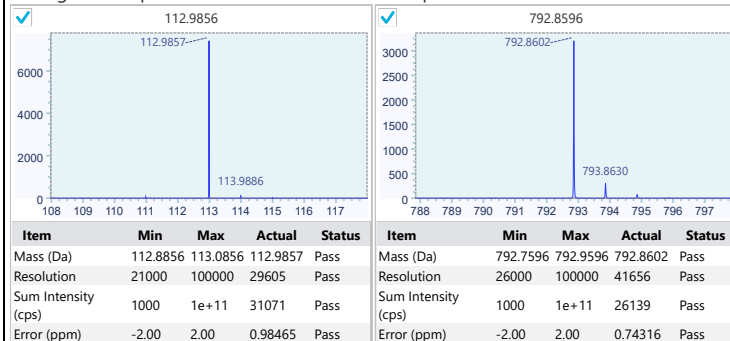 112.9856
112.9857
6000
4000
2000
0
113.9886
108 109 110 111 112 113 114 115 116 117
Item Min Max Actual Status
Mass (Da) 112.8856 113.0856 112.9857 Pass
Resolution 21000 100000 29605 Pass
Sum Intensity
(cps) 1000 1e+11 31071 Pass
Error (ppm) -2.00 2.00 0.98465 Pass
792.8596
792.8602
3000
2500
2000
1500
1000
500
0
793.8630
788 789 790 791 792 793 794 795 796 797
Item Min Max Actual Status
Mass (Da) 792.7596 792.9596 792.8602 Pass
Resolution 26000 100000 41656 Pass
Sum Intensity
(cps) 1000 1e+11 26139 Pass
Error (ppm) -2.00 2.00 0.74316 Pass